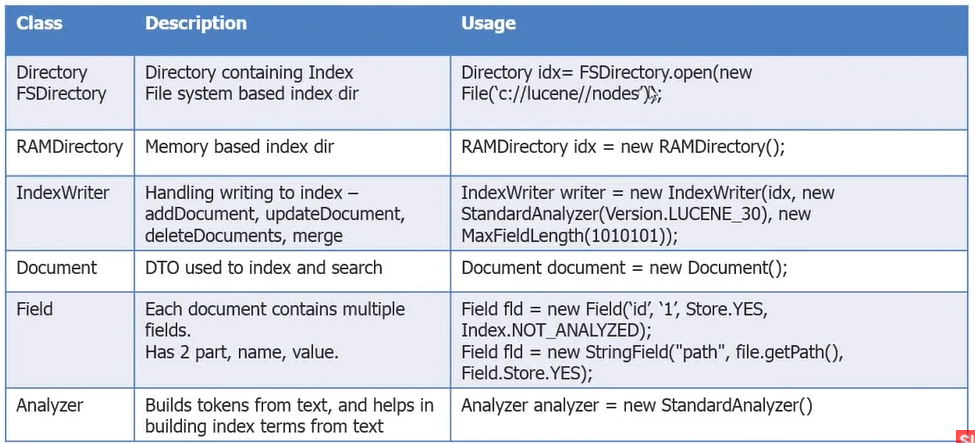 Class Description Usage
Directory Directory containing Index Directory idx= FSDirectory.open(new
FSDirectory File system based index dir File(‘c://lucene//nodes’));
RAMDirectory Memory based index dir RAMDirectory idx = new RAMDirectory();
IndexWriter Handling writing to index – IndexWriter writer = new IndexWriter(idx, new
addDocument, updateDocument, StandardAnalyzer(Version.LUCENE_30), new
deleteDocuments, merge MaxFieldLength(1010101));
Document DTO used to index and search Document document = new Document();
Field Each document contains multiple Field fld = new Field(‘id’, ‘1’, Store.YES,
fields. Index.NOT_ANALYZED);
Has 2 part, name, value. Field fld = new StringField("path", file.getPath(),
Field.Store.YES);
Analyzer Builds tokens from text, and helps in Analyzer analyzer = new StandardAnalyzer()
building index terms from text